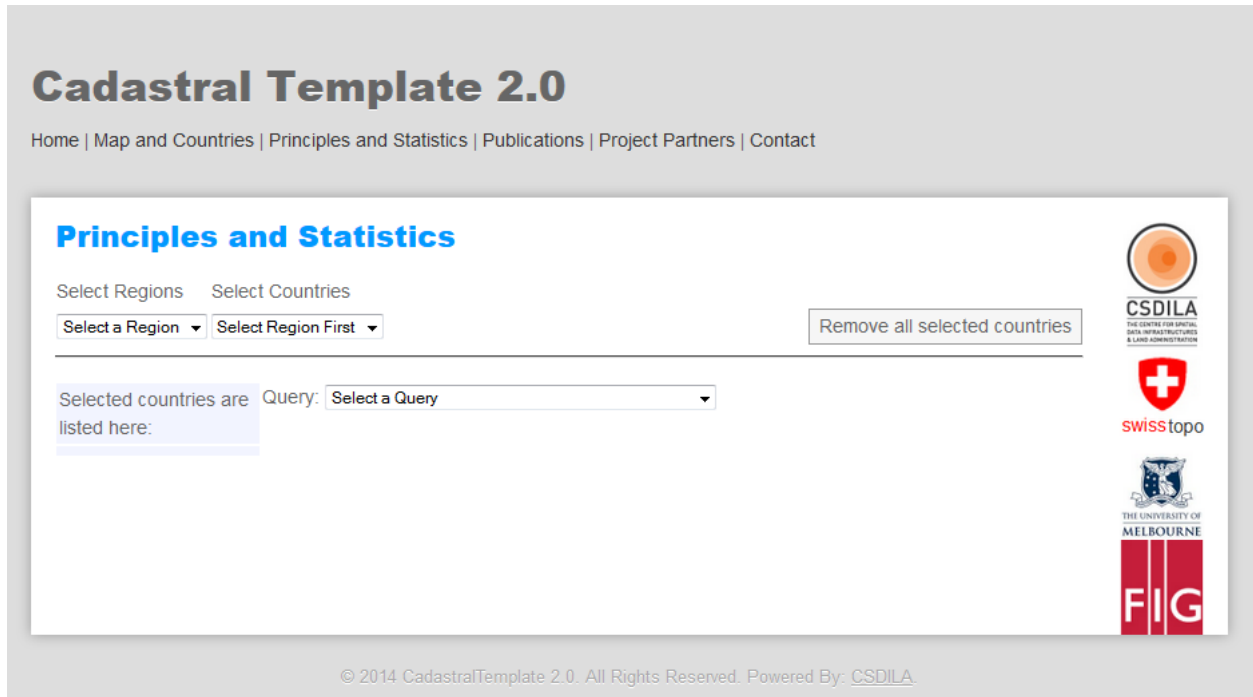 Cadastral Template 2.0
Home | Map and Countries | Principles and Statistics | Publications | Project Partners | Contact
Principles and Statistics
Select Regions Select Countries
Select a Region Select Region First
Remove all selected countries
Selected countries are
listed here:
Query: Select a Query
CSDILA
THE CENTRE FOR SPATIAL
DATA INFRASTRUCTURES
& LAND ADMINISTRATION
swisstopo
THE UNIVERSITY OF
MELBOURNE
FIG
© 2014 CadastralTemplate 2.0. All Rights Reserved. Powered By: CSDILA.